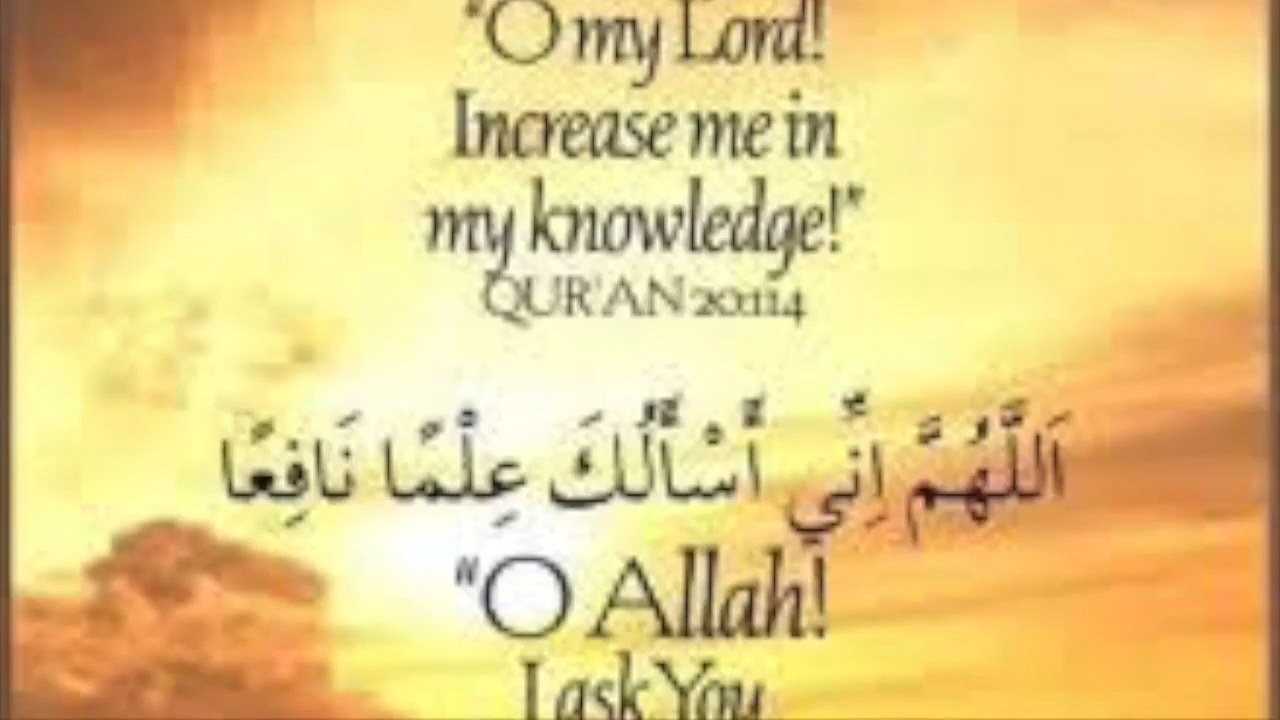 "O my Lord!
Increase me in
my knowledge!"
QUR'AN 20:114
اَللَّهُمَّ اِنِّي أَسْأَلُكَ عِلْمًا نَافِعًا
"O Allah!
I ask You